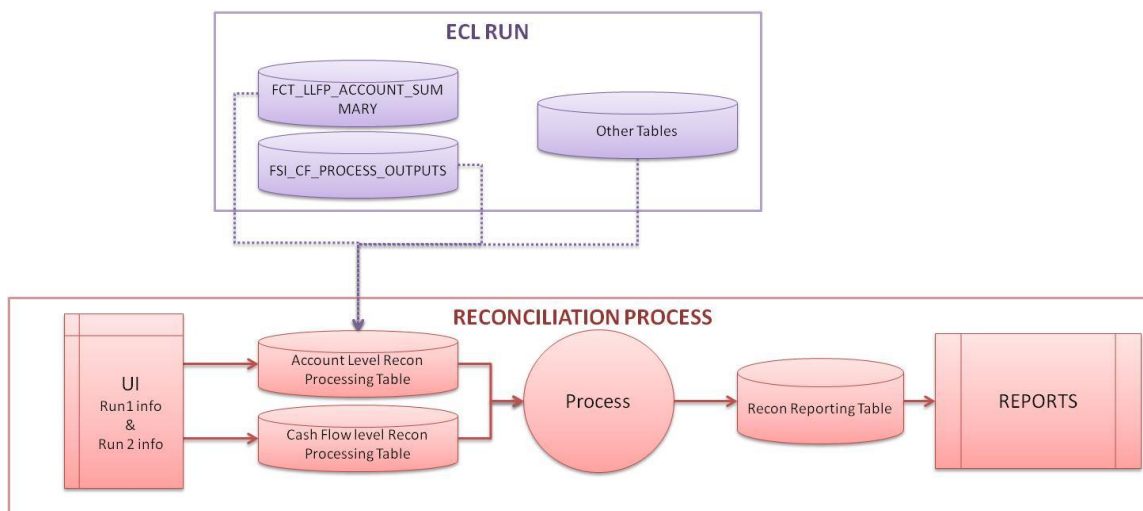 ECL RUN
FCT_LLFP_ACCOUNT_SUM
MARY
FSI_CF_PROCESS_OUTPUTS
Other Tables
RECONCILIATION PROCESS
UI
Run1 info
&
Run 2 info
Account Level Recon
Processing Table
Cash Flow level Recon
Processing Table
Process
Recon Reporting Table
REPORTS